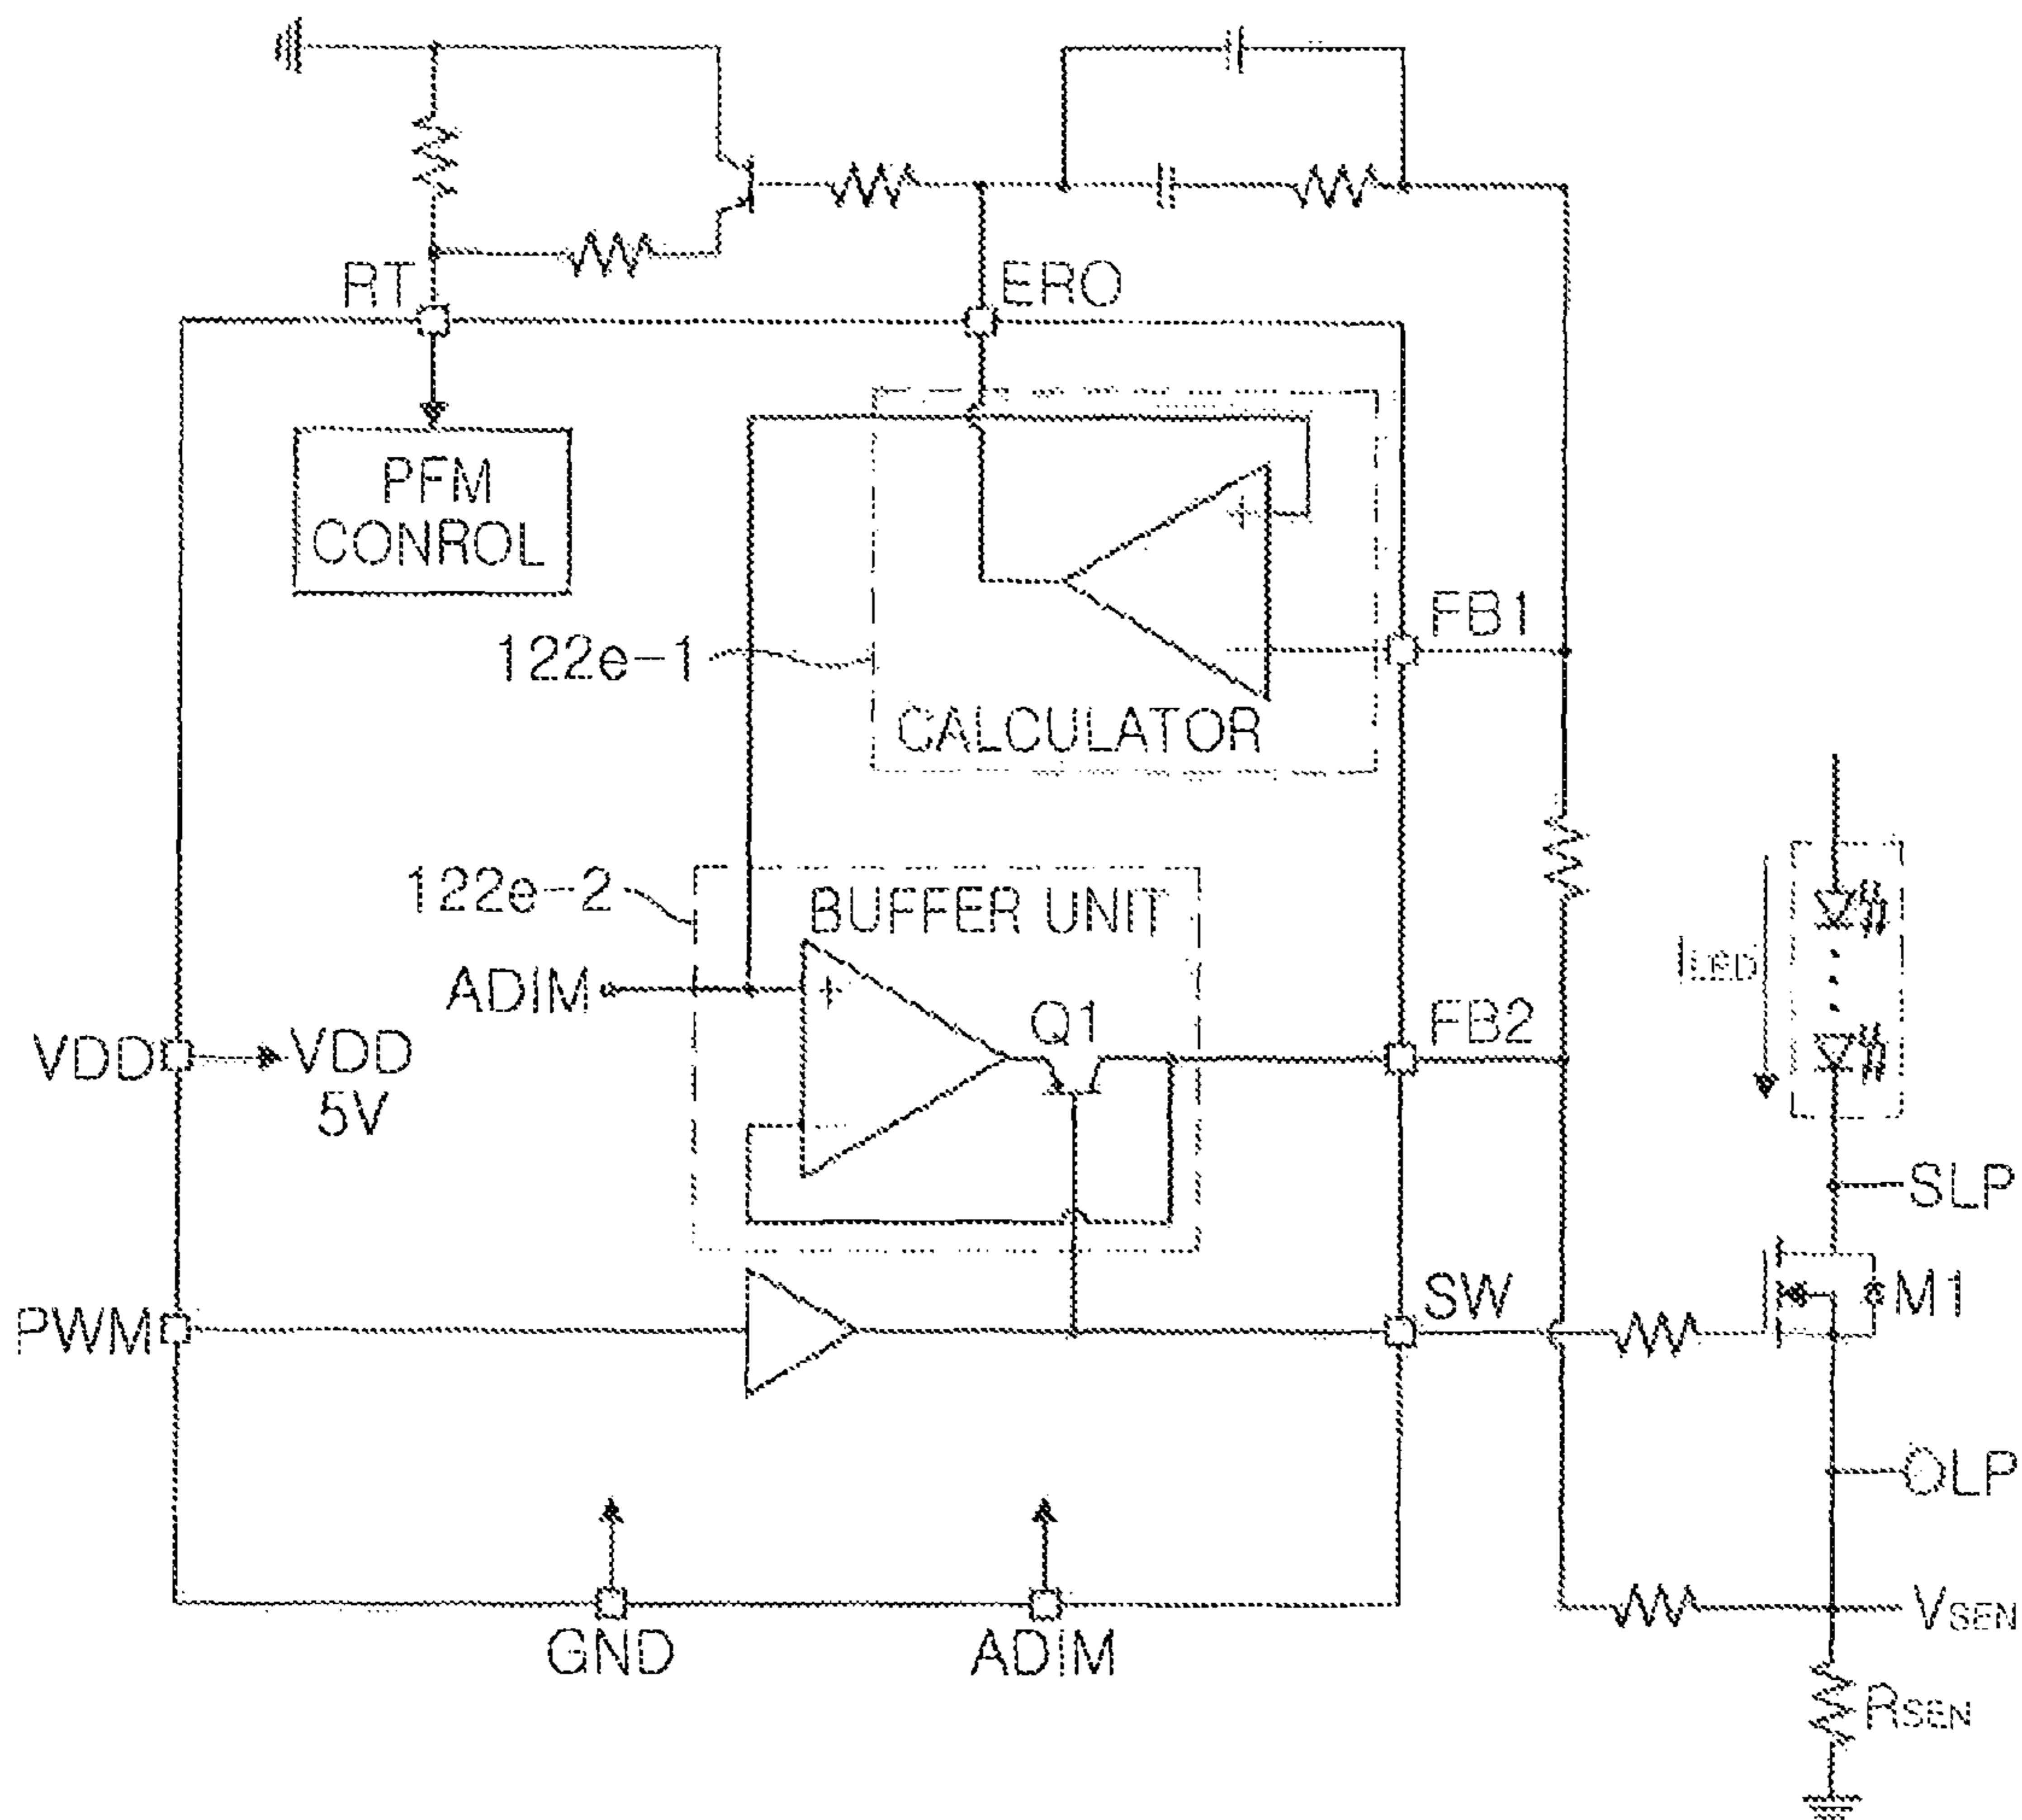 RT
ERO
PFM
CONROL
FB1
122e-1
CALCULATOR
122e-2
BUFFER UNIT
ADIM
+
Q1
FB2
ILED
VDD
VDD
5V
SLP
PWM
SW
M1
OLP
VSEN
GND
ADIM
RSEN